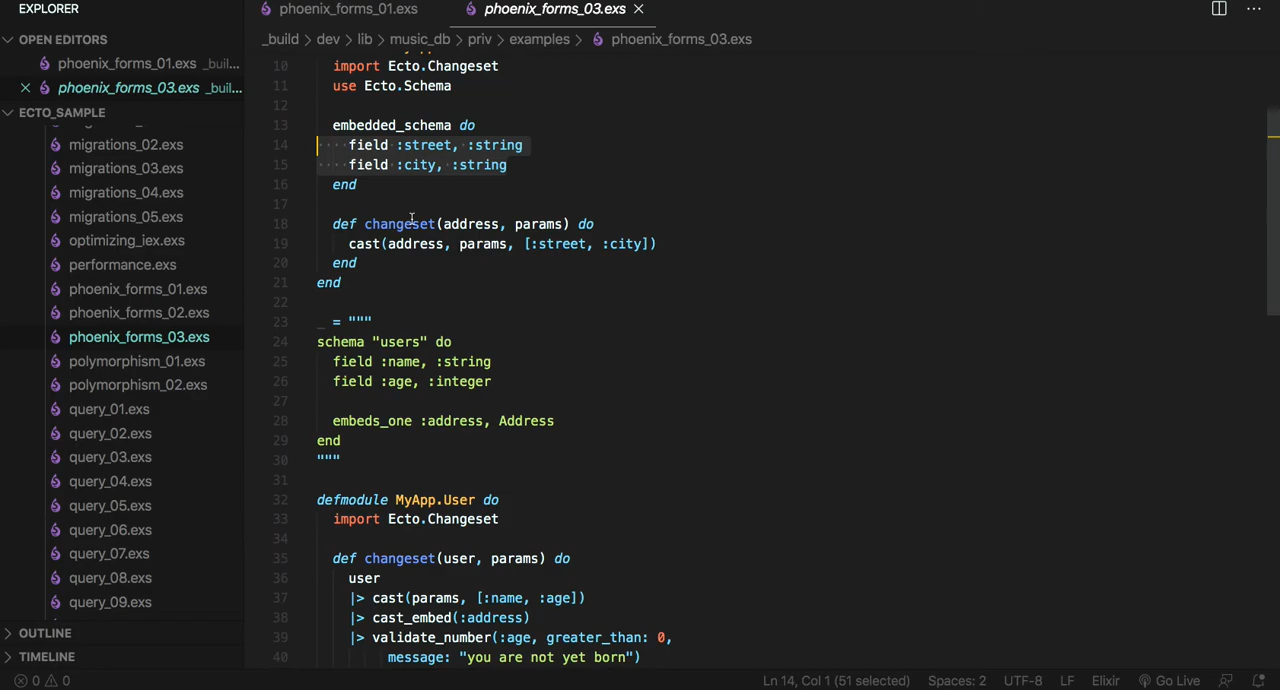 EXPLORER
phoenix_forms_01.exs
phoenix_forms_03.exs
OPEN EDITORS
phoenix_forms_01.exs _buil...
phoenix_forms_03.exs _buil...
ECTO_SAMPLE
migrations_02.exs
migrations_03.exs
migrations_04.exs
migrations_05.exs
optimizing_iex.exs
performance.exs
phoenix_forms_01.exs
phoenix_forms_02.exs
phoenix_forms_03.exs
polymorphism_01.exs
polymorphism_02.exs
query_01.exs
query_02.exs
query_03.exs
query_04.exs
query_05.exs
query_06.exs
query_07.exs
query_08.exs
query_09.exs
OUTLINE
TIMELINE
_build > dev > lib > music_db > priv > examples > phoenix_forms_03.exs
10 import Ecto.Changeset
11 use Ecto.Schema
12
13 embedded_schema do
14 field :street, :string
15 field :city, :string
16 end
17
18 def changeset(address, params) do
19 cast(address, params, [:street, :city])
20 end
21 end
22
23 _ = """
24 schema "users" do
25 field :name, :string
26 field :age, :integer
27
28 embeds_one :address, Address
29 end
30 """
31
32 defmodule MyApp.User do
33 import Ecto.Changeset
34
35 def changeset(user, params) do
36 user
37 |> cast(params, [:name, :age])
38 |> cast_embed(:address)
39 |> validate_number(:age, greater_than: 0,
40 message: "you are not yet born")
0 0 Ln 14, Col 1 (51 selected) Spaces: 2 UTF-8 LF Elixir Go Live